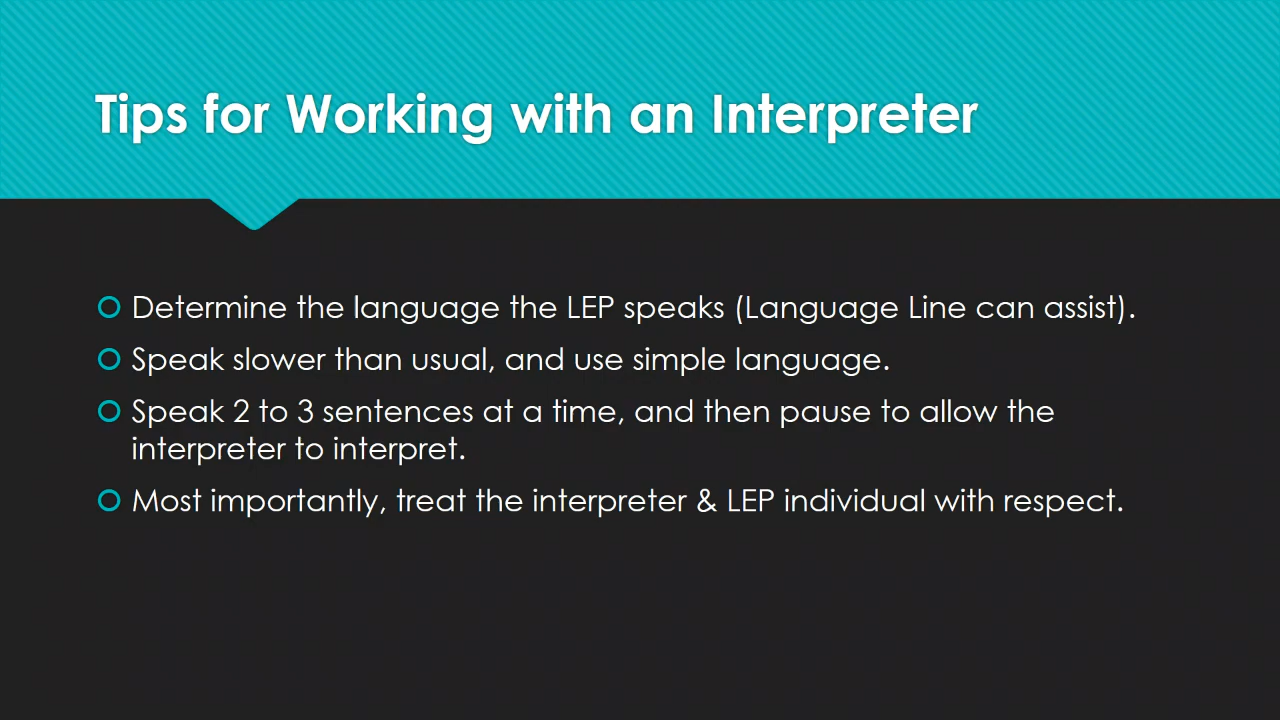 Tips for Working with an Interpreter
Determine the language the LEP speaks (Language Line can assist).
Speak slower than usual, and use simple language.
Speak 2 to 3 sentences at a time, and then pause to allow the
interpreter to interpret.
Most importantly, treat the interpreter & LEP individual with respect.